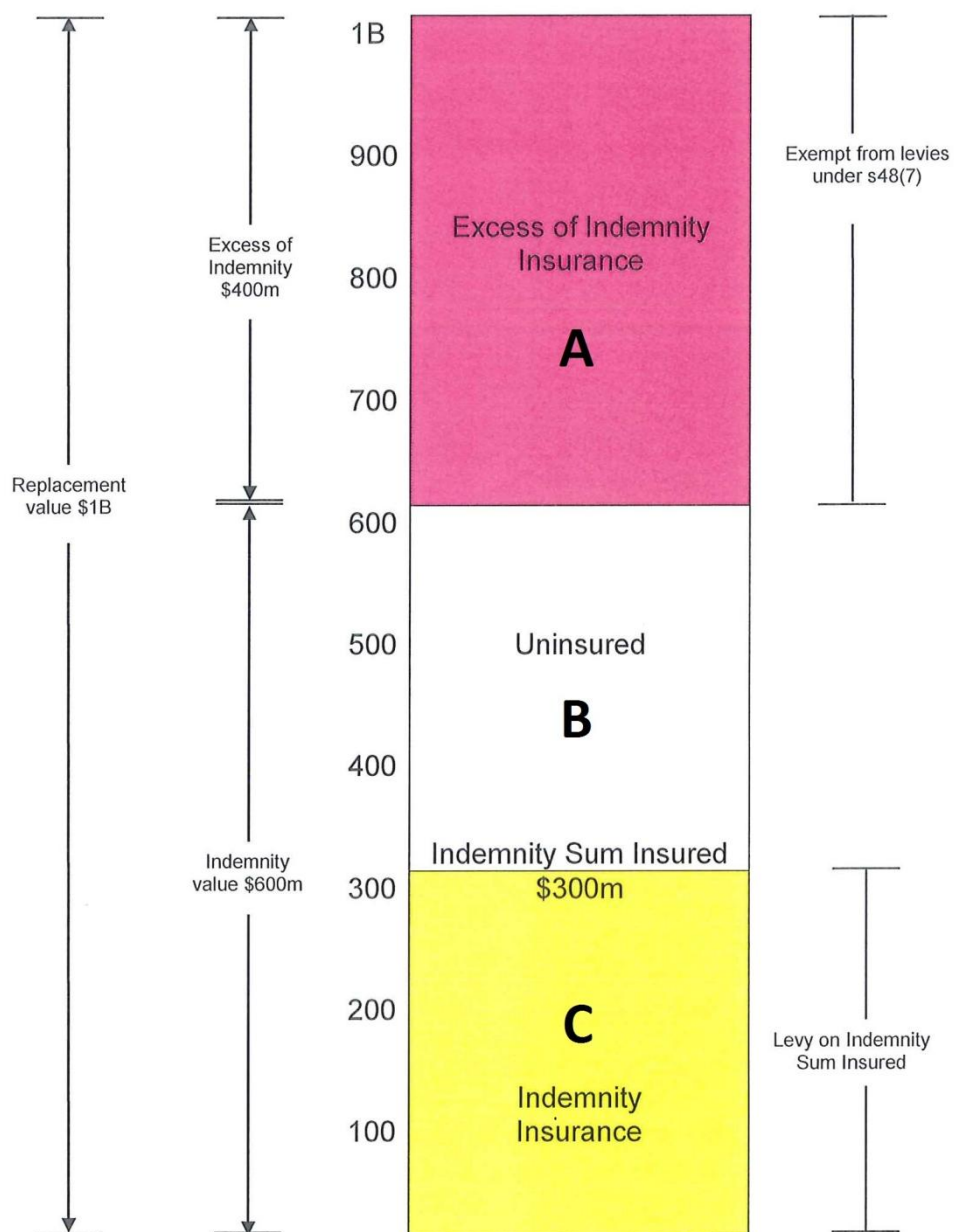 1B
900
Exempt from levies
under s48(7)
Excess of Indemnity
Insurance
Excess of
Indemnity
$400m
800
A
700
Replacement
value $1B
600
500
Uninsured
B
400
Indemnity Sum Insured
$300m
Indemnity
value $600m
300
200
C
Levy on Indemnity
Sum Insured
Indemnity
Insurance
100